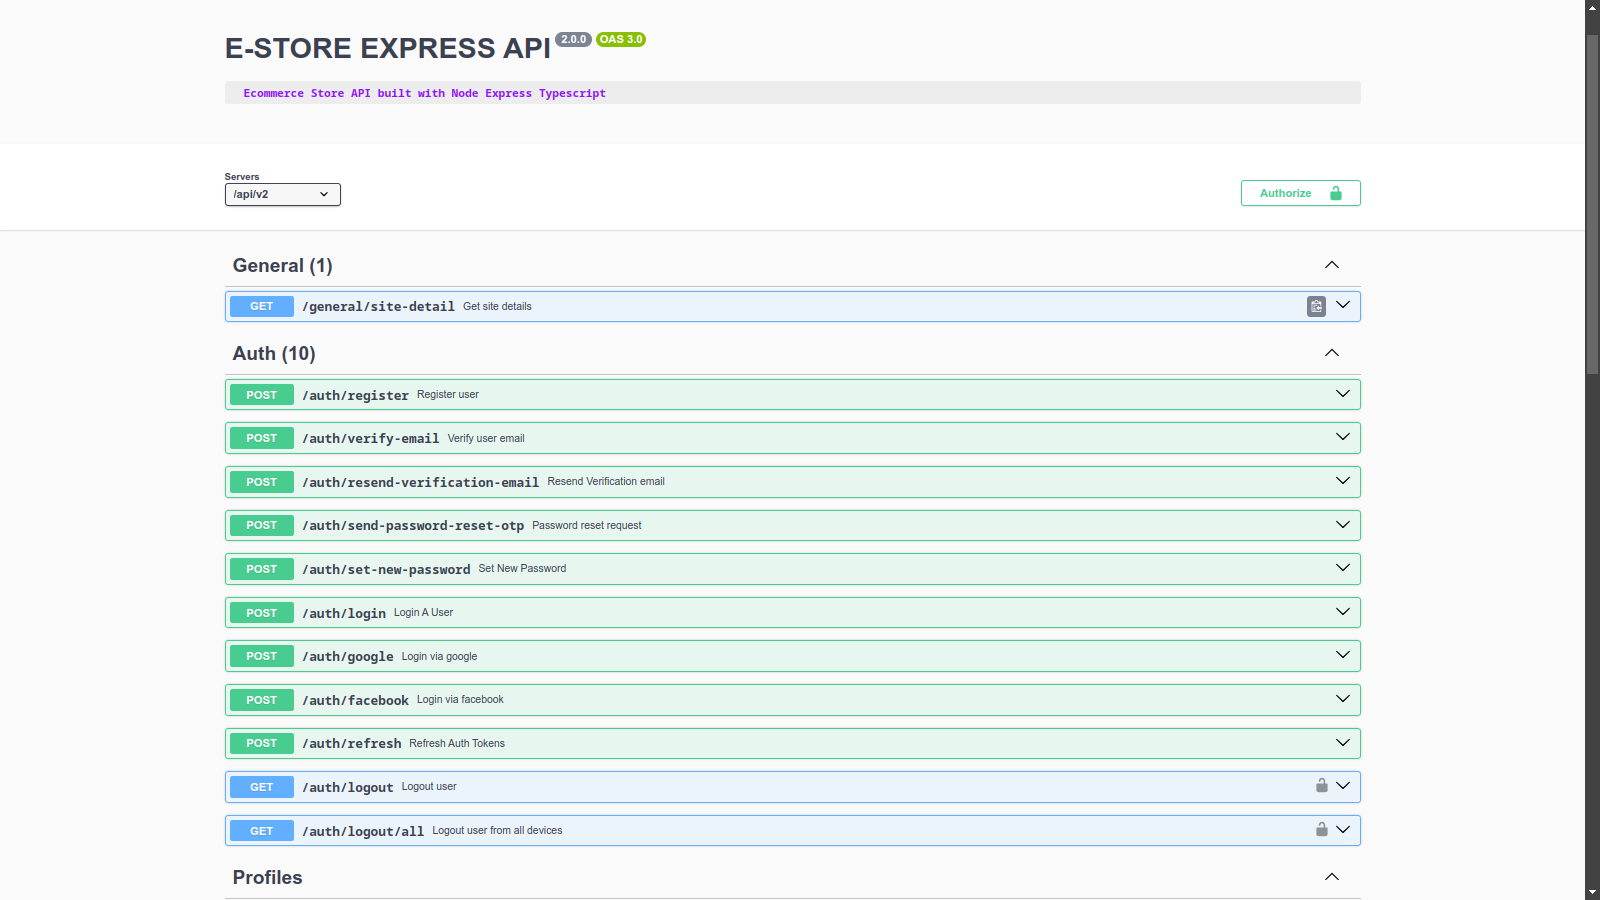 E-STORE EXPRESS API 2.0.0 OAS 3.0
Ecommerce Store API built with Node Express Typescript
Servers
/api/v2
Authorize
General (1)
GET /general/site-detail Get site details
Auth (10)
POST /auth/register Register user
POST /auth/verify-email Verify user email
POST /auth/resend-verification-email Resend Verification email
POST /auth/send-password-reset-otp Password reset request
POST /auth/set-new-password Set New Password
POST /auth/login Login A User
POST /auth/google Login via google
POST /auth/facebook Login via facebook
POST /auth/refresh Refresh Auth Tokens
GET /auth/logout Logout user
GET /auth/logout/all Logout user from all devices
Profiles